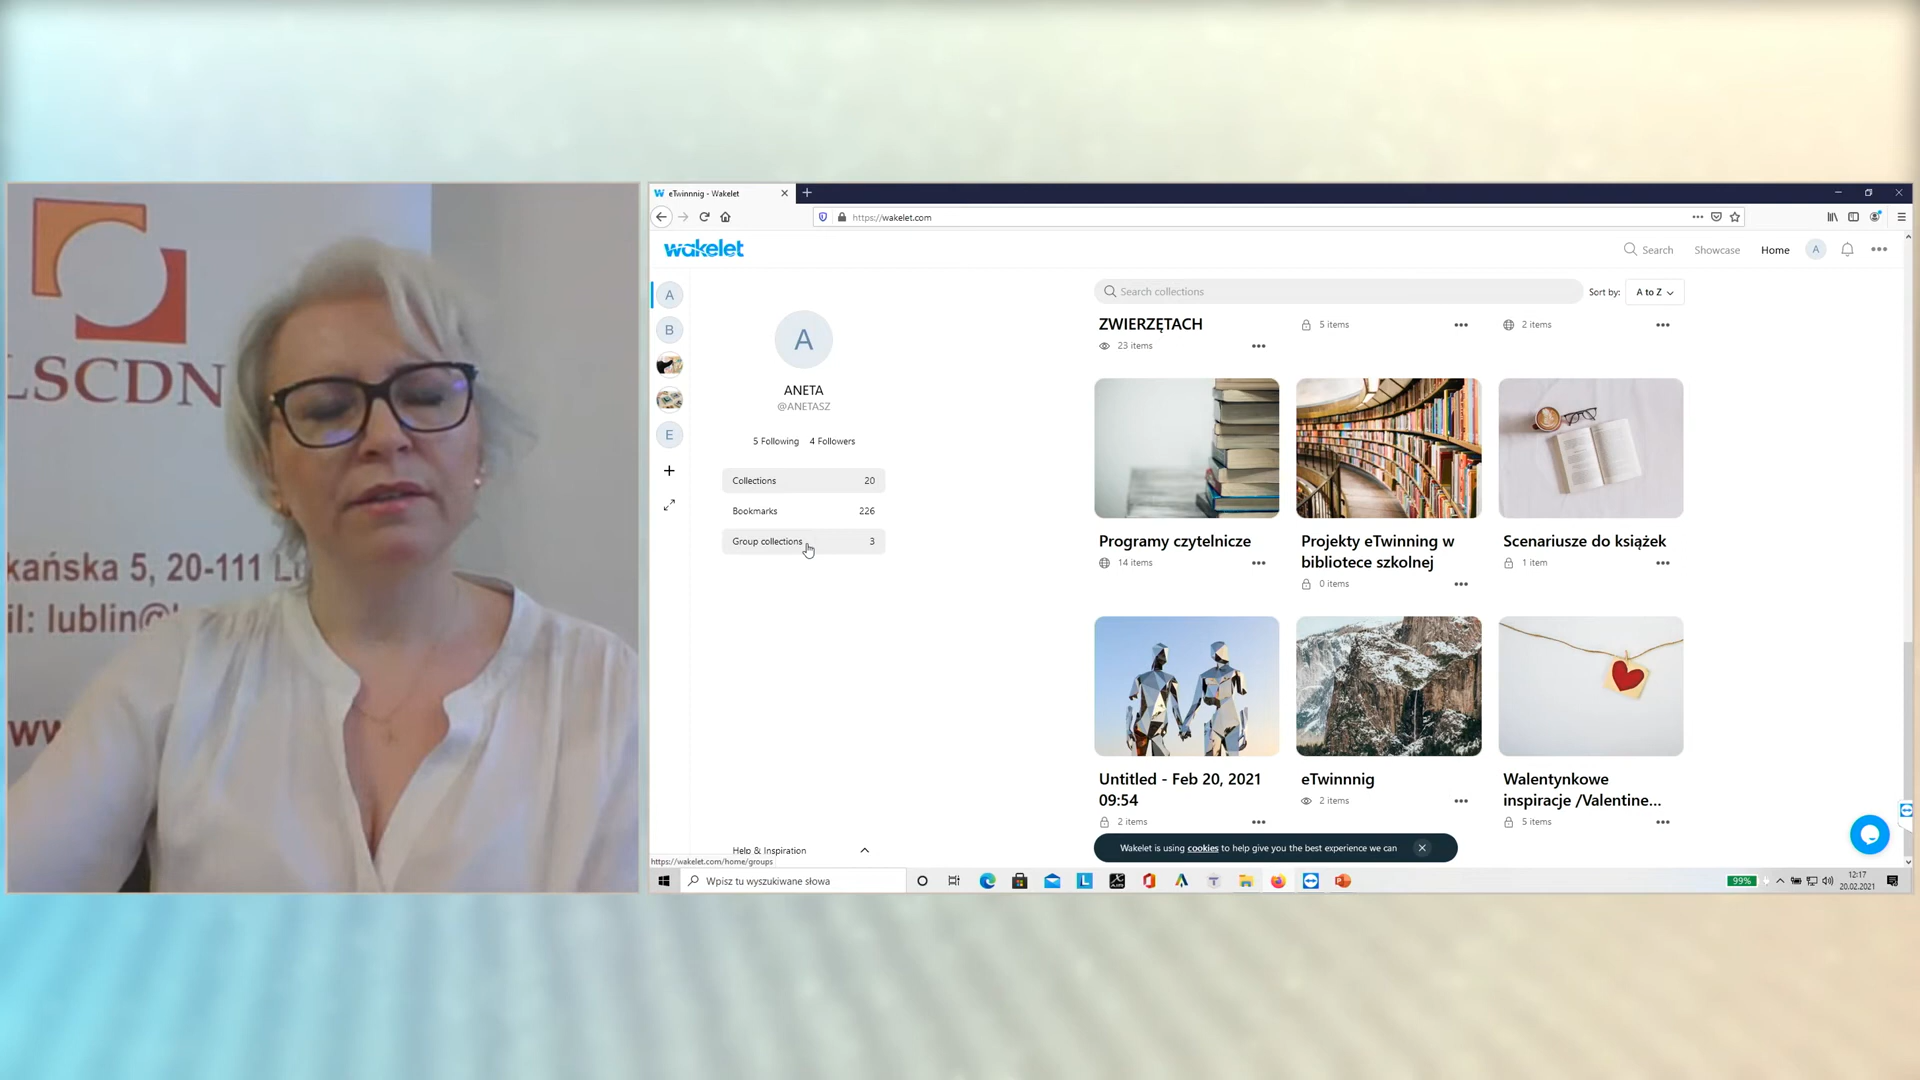 LSCDN
kańska 5, 20-111 L
il: lublin@
ww
eTwinnnig - Wakelet
https://wakelet.com
wakelet
Search
Showcase
Home
A
A
B
E
A
ANETA
@ANETASZ
5 Following 4 Followers
Collections 20
Bookmarks 226
Group collections 3
Help & Inspiration
https://wakelet.com/home/groups
Search collections
Sort by: A to Z
ZWIERZĘTACH
23 items
5 items
2 items
Programy czytelnicze
14 items
Projekty eTwinning w
bibliotece szkolnej
0 items
Scenariusze do książek
1 item
Untitled - Feb 20, 2021
09:54
2 items
eTwinnnig
2 items
Walentynkowe
inspiracje /Valentine...
5 items
Wakelet is using cookies to help give you the best experience we can
Wpisz tu wyszukiwane słowa
99%
12:17
20.02.2021